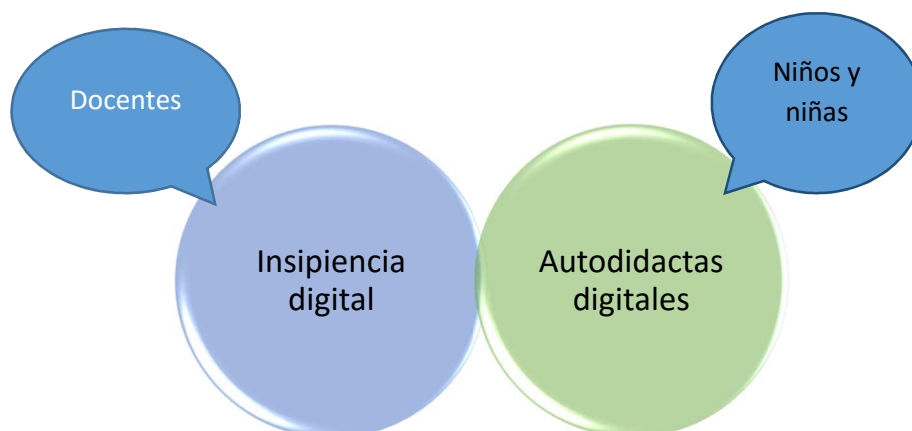 Docentes
Niños y
niñas
Insipiencia
digital
Autodidactas
digitales